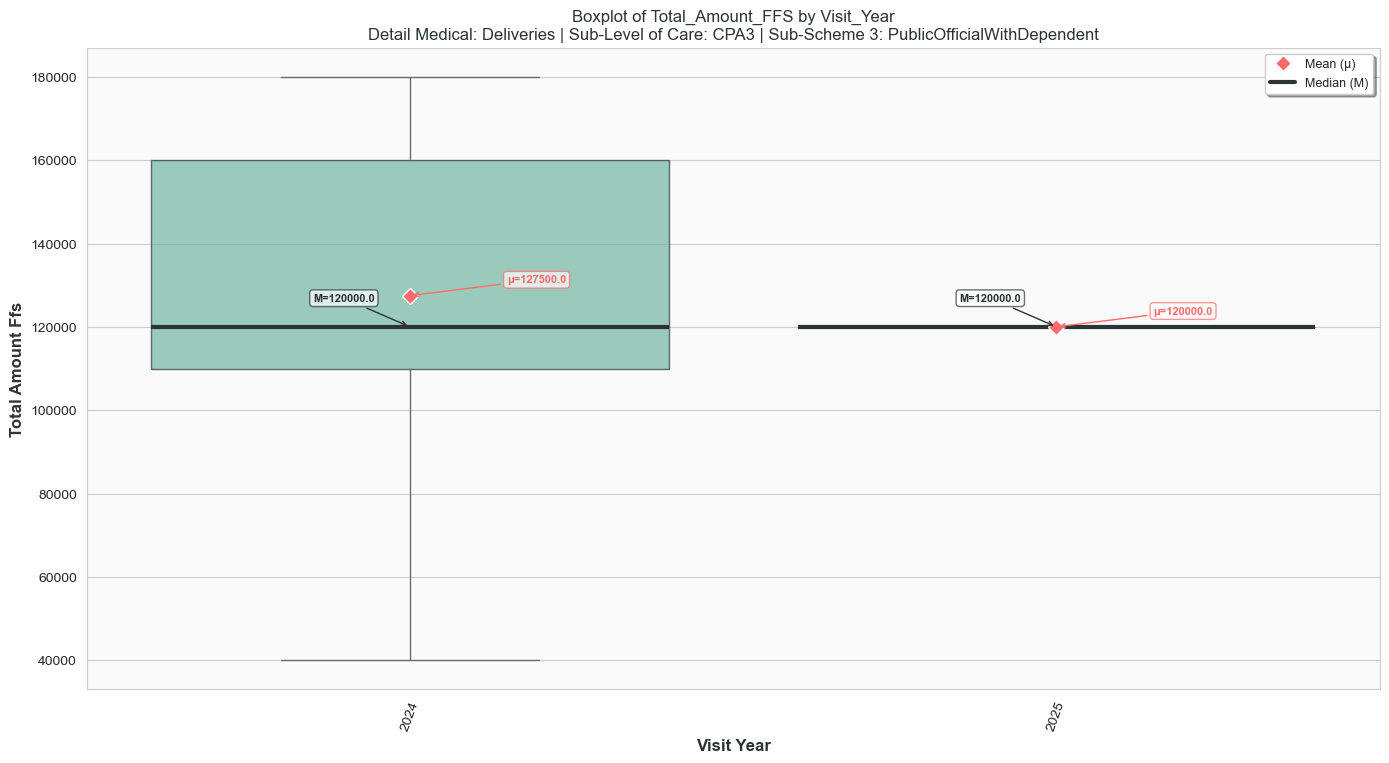 Boxplot of Total_Amount_FFS by Visit_Year
Detail Medical: Deliveries | Sub-Level of Care: CPA3 | Sub-Scheme 3: PublicOfficialWithDependent
Mean (μ)
Median (M)
Total Amount Ffs
180000
160000
140000
120000
100000
80000
60000
40000
μ=127500.0
M=120000.0
M=120000.0
μ=120000.0
2024
2025
Visit Year